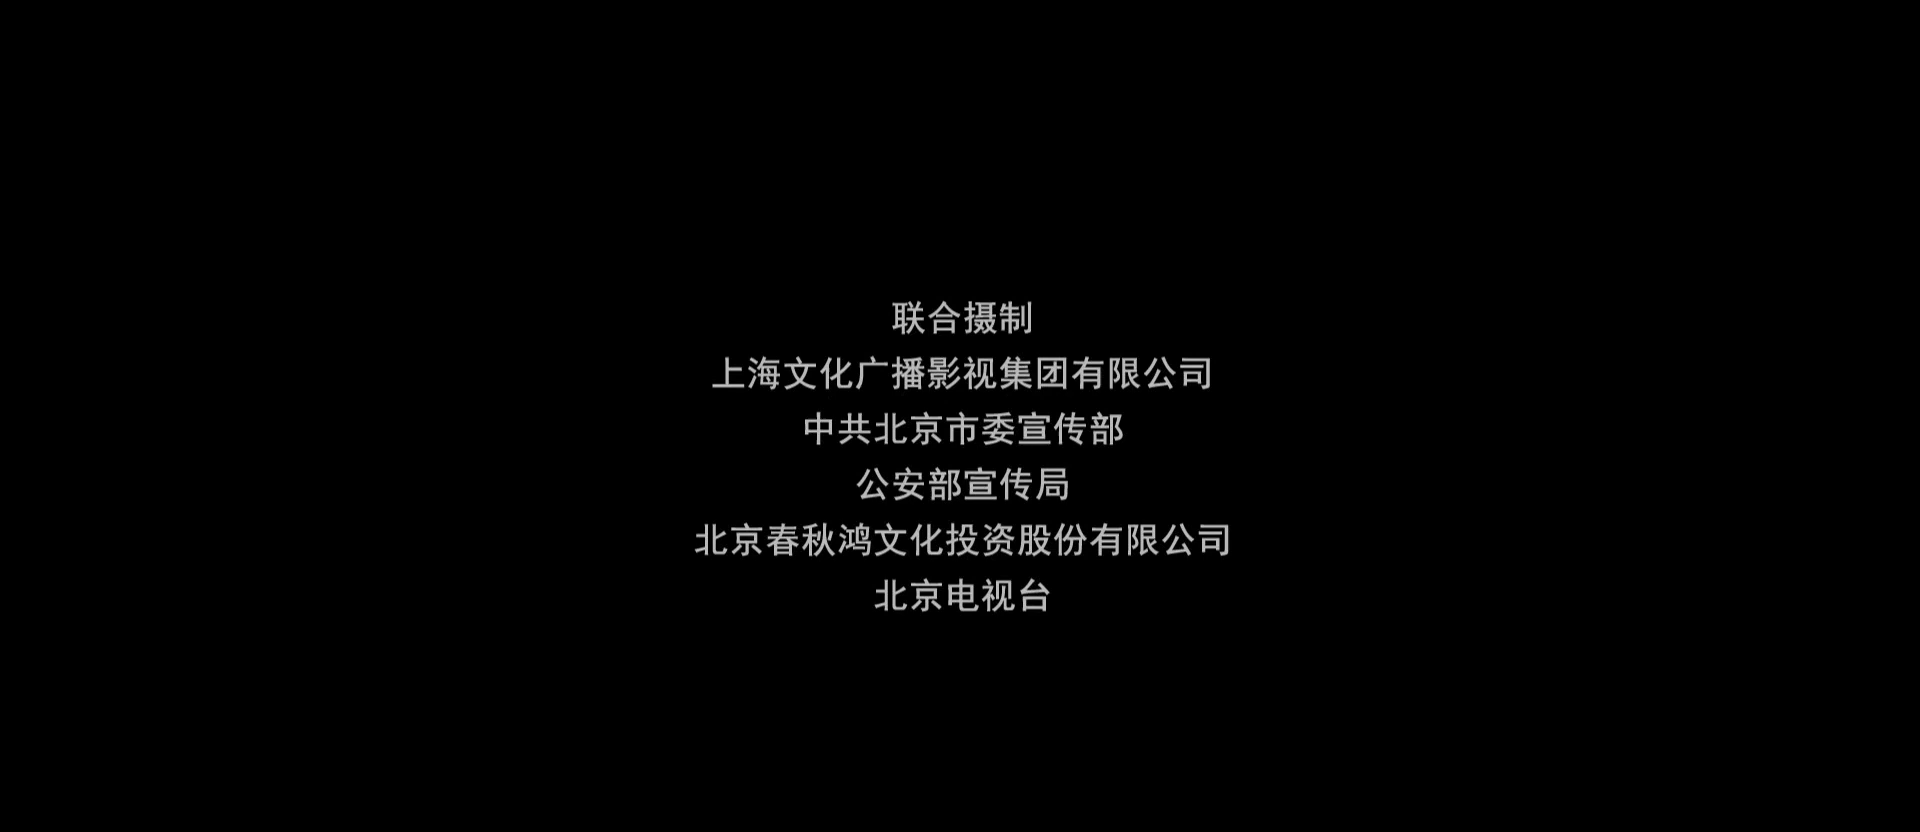 联合摄制
上海文化广播影视集团有限公司
中共北京市委宣传部
公安部宣传局
北京春秋鸿文化投资股份有限公司
北京电视台